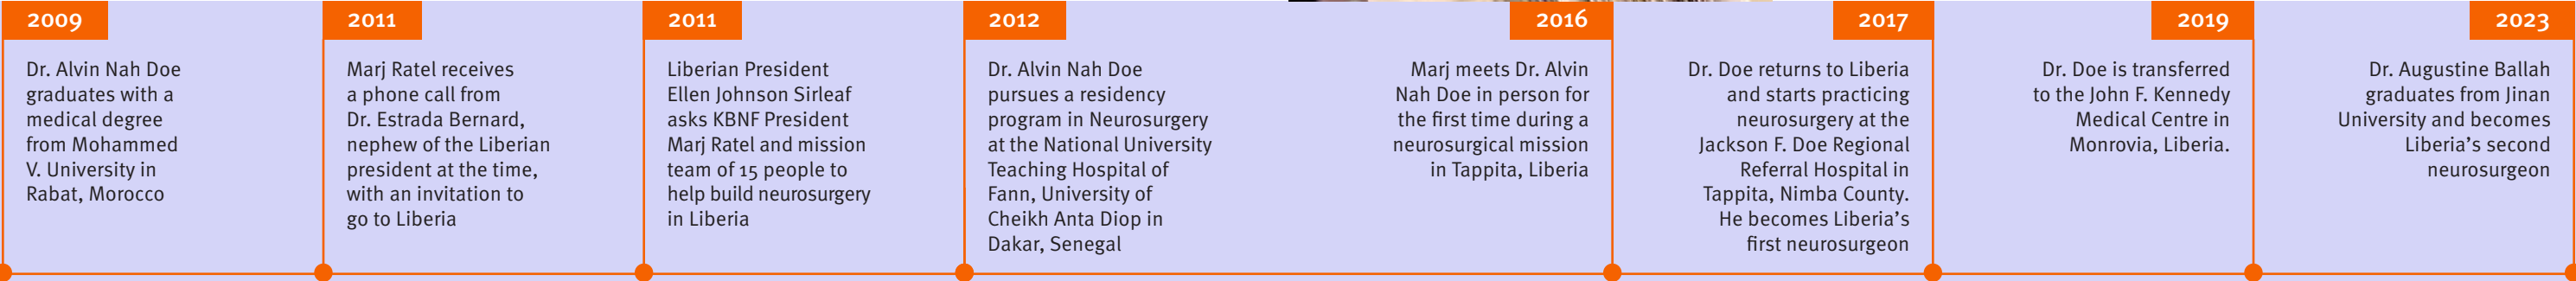 2009
Dr. Alvin Nah Doe
graduates with a
medical degree
from Mohammed
V. University in
Rabat, Morocco
2011
Marj Ratel receives
a phone call from
Dr. Estrada Bernard,
nephew of the Liberian
president at the time,
with an invitation to
go to Liberia
2011
Liberian President
Ellen Johnson Sirleaf
asks KBNF President
Marj Ratel and mission
team of 15 people to
help build neurosurgery
in Liberia
2012
Dr. Alvin Nah Doe
pursues a residency
program in Neurosurgery
at the National University
Teaching Hospital of
Fann, University of
Cheikh Anta Diop in
Dakar, Senegal
2016
Marj meets Dr. Alvin
Nah Doe in person for
the first time during a
neurosurgical mission
in Tappita, Liberia
2017
Dr. Doe returns to Liberia
and starts practicing
neurosurgery at the
Jackson F. Doe Regional
Referral Hospital in
Tappita, Nimba County.
He becomes Liberia’s
first neurosurgeon
2019
Dr. Doe is transferred
to the John F. Kennedy
Medical Centre in
Monrovia, Liberia.
2023
Dr. Augustine Ballah
graduates from Jinan
University and becomes
Liberia’s second
neurosurgeon